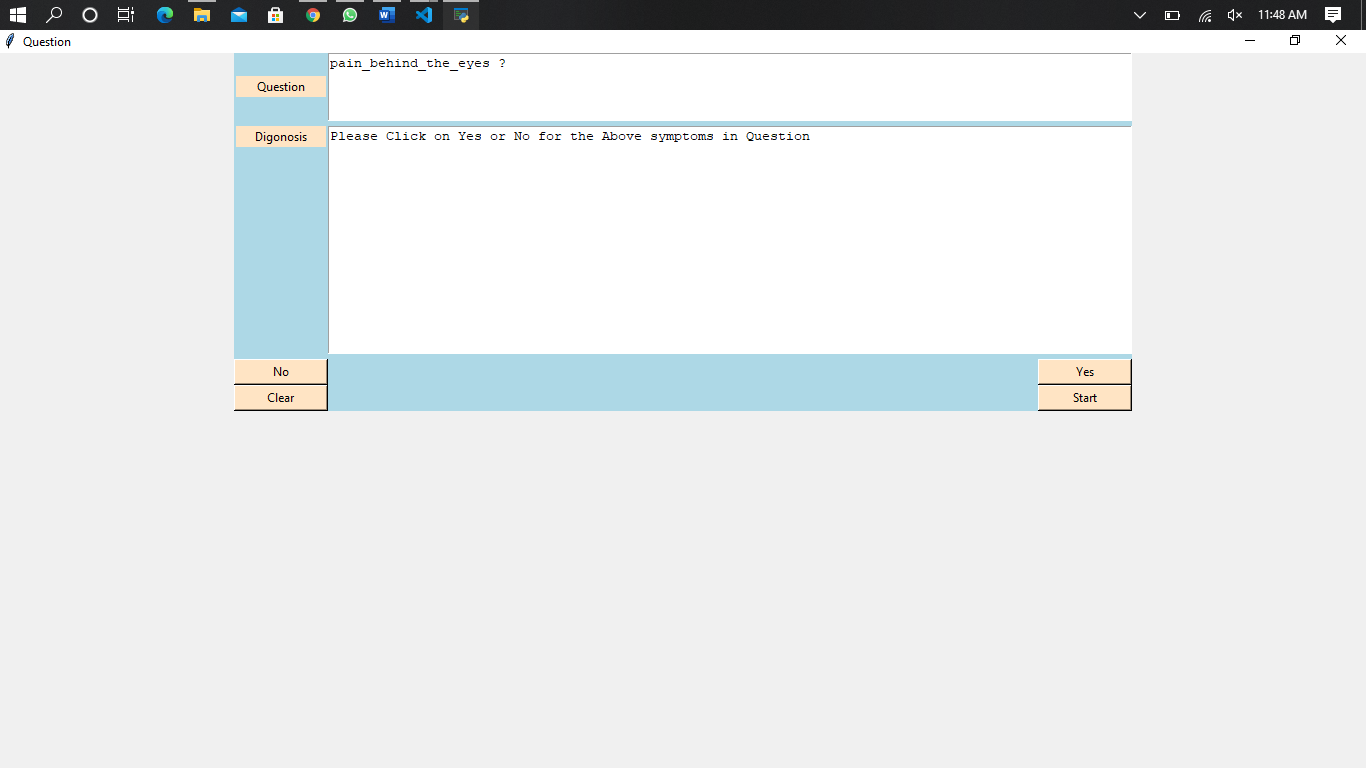 11:48 AM
Question
pain_behind_the_eyes ?
Question
Digonosis
Please Click on Yes or No for the Above symptoms in Question
No
Yes
Clear
Start